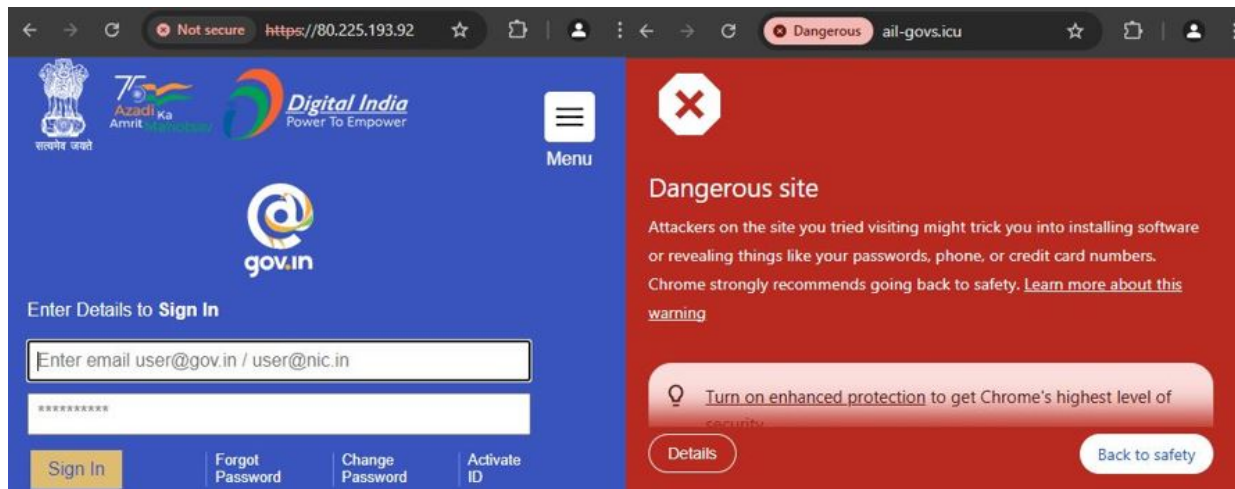 Not secure https://80.225.193.92
75
Azadi Ka
Amrit Mahotsav
Digital India
Power To Empower
सत्यमेव जयते
Menu
@
gov.in
Enter Details to Sign In
Enter email user@gov.in / user@nic.in
**********
Sign In
Forgot
Password
Change
Password
Activate
ID
Dangerous ail-govs.icu
Dangerous site
Attackers on the site you tried visiting might trick you into installing software
or revealing things like your passwords, phone, or credit card numbers.
Chrome strongly recommends going back to safety. Learn more about this
warning
Turn on enhanced protection to get Chrome's highest level of
security
Details
Back to safety